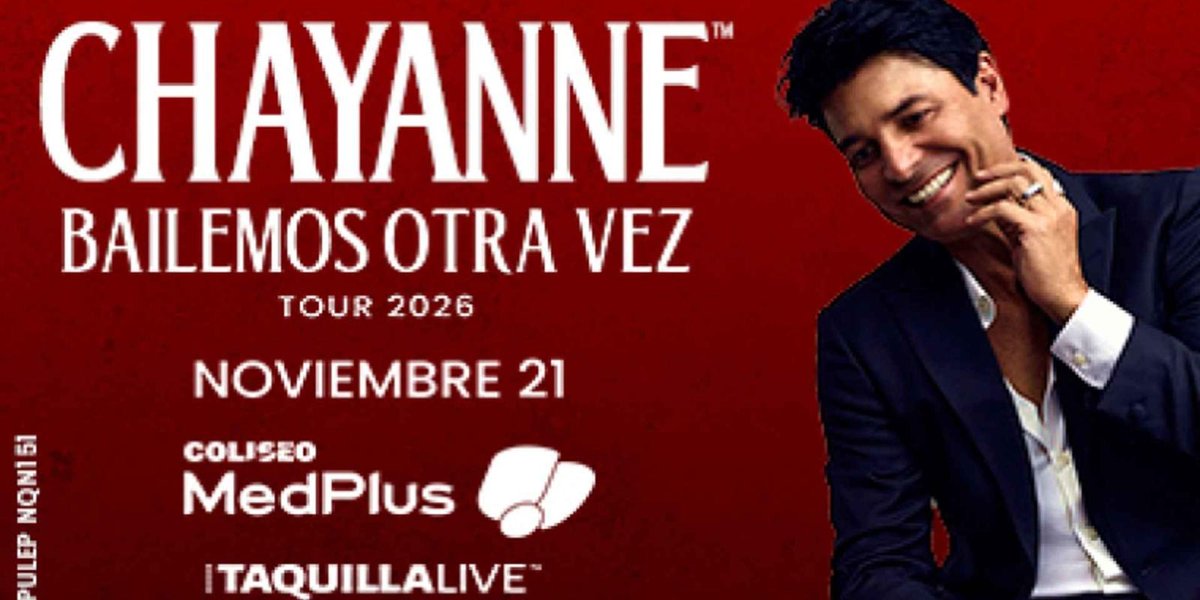 CHAYANNE™
BAILEMOS OTRA VEZ
TOUR 2026
NOVIEMBRE 21
COLISEO
MedPlus
TAQUILLALIVE™
PULEP NQN151